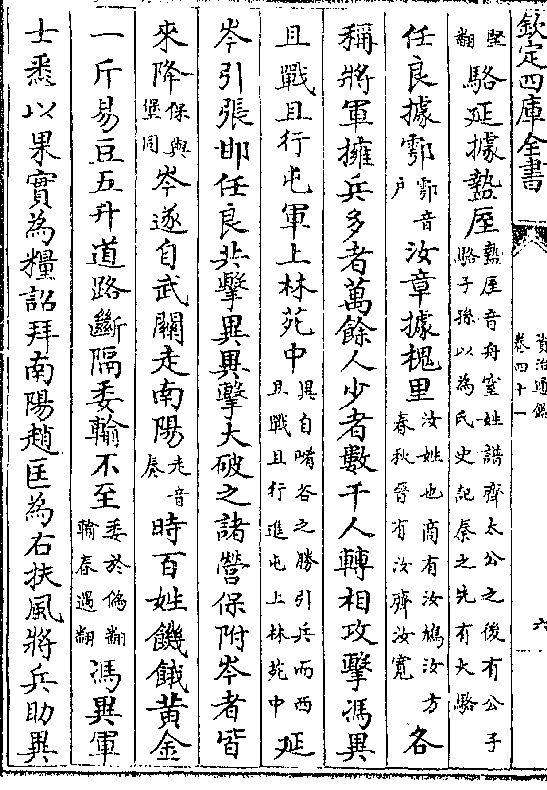 欽定四庫全書
資治通鑑
卷四十一
六
堅翻駱延據盩厔盩厔音舟窒姓譜齊太公之後有公子駱子孫以為氏史記秦之先有大駱
任良據鄠鄠音戶汝章據槐里汝姓也商有汝鳩汝方春秋晉有汝齊汝寬各
稱將軍擁兵多者萬餘人少者數千人轉相攻擊馮異
且戰且行屯軍上林苑中異自崤谷之勝引兵而西且戰且行進屯上林苑中延
岑引張邯任良共擊異異擊大破之諸營保附岑者皆
來降保與堡同岑遂自武關走南陽走音奏時百姓饑餓黃金
一斤易豆五升道路斷隔委輸不至委於偽翻輸春遇翻馮異軍
士悉以果實為糧詔拜南陽趙匡為右扶風將兵助異